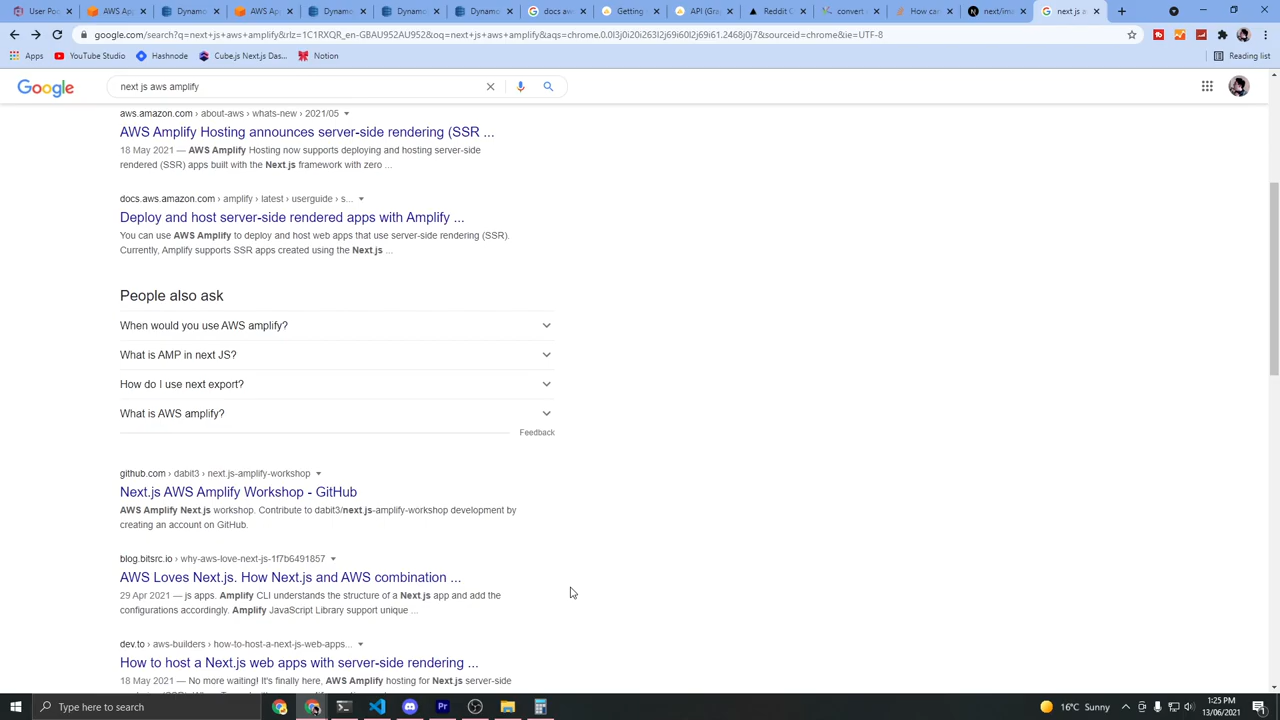 User Po
docs aw
Getting
API (Gra
Reddit C
convert
How can
next/im
next js a
google.com/search?q=next+js+aws+amplify&rlz=1C1RXQR_en-GBAU952AU952&oq=next+js+aws+amplify&aqs=chrome.0.0l3j0i20i263l2j69i60l2j69i61.2468j0j7&sourceid=chrome&ie=UTF-8
Apps
YouTube Studio
Hashnode
Cube.js Next.js Das...
Notion
Reading list
Google
next js aws amplify
aws.amazon.com › about-aws › whats-new › 2021/05
AWS Amplify Hosting announces server-side rendering (SSR ...
18 May 2021 — AWS Amplify Hosting now supports deploying and hosting server-side
rendered (SSR) apps built with the Next.js framework with zero ...
docs.aws.amazon.com › amplify › latest › userguide › s...
Deploy and host server-side rendered apps with Amplify ...
You can use AWS Amplify to deploy and host web apps that use server-side rendering (SSR).
Currently, Amplify supports SSR apps created using the Next.js ...
People also ask
When would you use AWS amplify?
What is AMP in next JS?
How do I use next export?
What is AWS amplify?
Feedback
github.com › dabit3 › next.js-amplify-workshop
Next.js AWS Amplify Workshop - GitHub
AWS Amplify Next.js workshop. Contribute to dabit3/next.js-amplify-workshop development by
creating an account on GitHub.
blog.bitsrc.io › why-aws-love-next-js-1f7b6491857
AWS Loves Next.js. How Next.js and AWS combination ...
29 Apr 2021 — js apps. Amplify CLI understands the structure of a Next.js app and add the
configurations accordingly. Amplify JavaScript Library support unique ...
dev.to › aws-builders › how-to-host-a-next-js-web-apps...
How to host a Next.js web apps with server-side rendering ...
18 May 2021 — No more waiting! It's finally here, AWS Amplify hosting for Next.js server-side
Type here to search
16°C
1:25 PM
13/06/2021